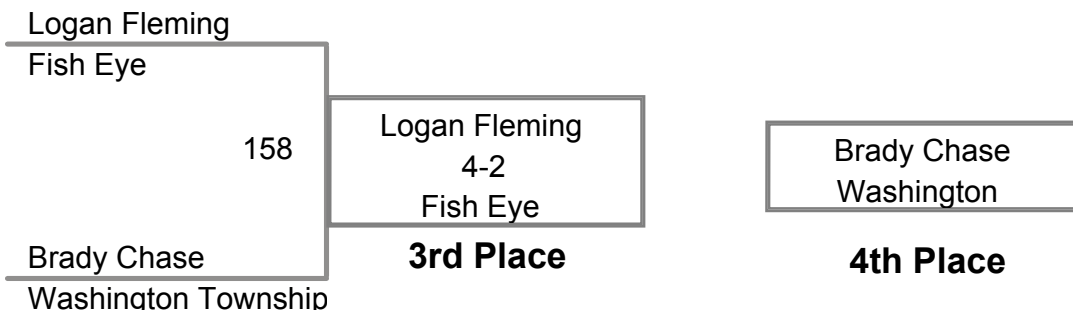 Logan Fleming
Fish Eye
158
Logan Fleming
4-2
Fish Eye
3rd Place
Brady Chase
Washington
4th Place
Brady Chase
Washington Township